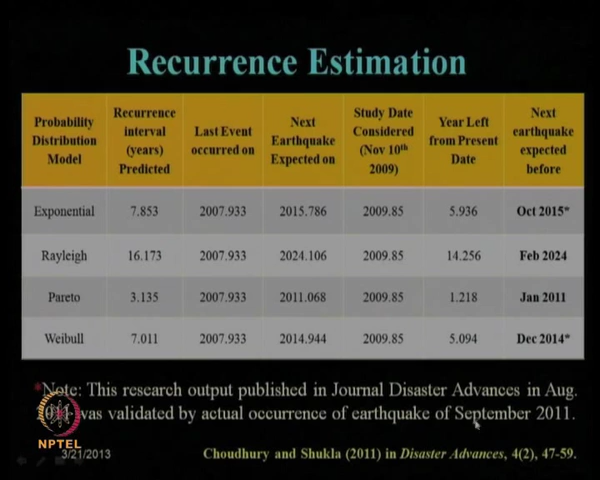 Recurrence Estimation
Probability Distribution Model | Recurrence interval (years) Predicted | Last Event occurred on | Next Earthquake Expected on | Study Date Considered (Nov 10th 2009) | Year Left from Present Date | Next earthquake expected before
Exponential | 7.853 | 2007.933 | 2015.786 | 2009.85 | 5.936 | Oct 2015*
Rayleigh | 16.173 | 2007.933 | 2024.106 | 2009.85 | 14.256 | Feb 2024
Pareto | 3.135 | 2007.933 | 2011.068 | 2009.85 | 1.218 | Jan 2011
Weibull | 7.011 | 2007.933 | 2014.944 | 2009.85 | 5.094 | Dec 2014*
*Note: This research output published in Journal Disaster Advances in Aug.
was validated by actual occurrence of earthquake of September 2011.
NPTEL
3/21/2013
Choudhury and Shukla (2011) in Disaster Advances, 4(2), 47-59.